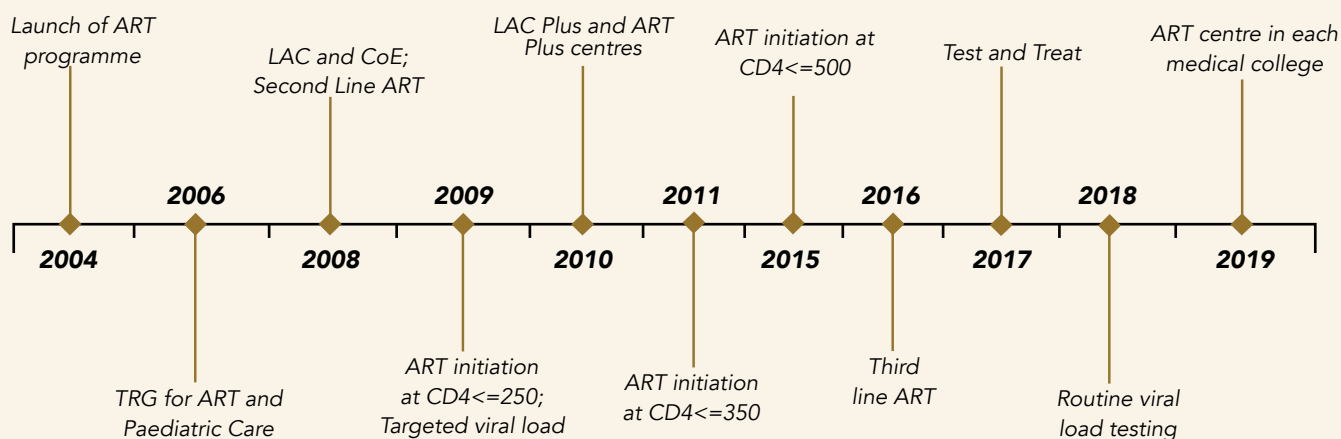 Launch of ART
programme
LAC and CoE;
Second Line ART
LAC Plus and ART
Plus centres
ART initiation at
CD4<=500
Test and Treat
ART centre in each
medical college
2006
2009
2011
2016
2018
2004
2008
2010
2015
2017
2019
TRG for ART and
Paediatric Care
ART initiation
at CD4<=250;
Targeted viral load
ART initiation
at CD4<=350
Third
line ART
Routine viral
load testing